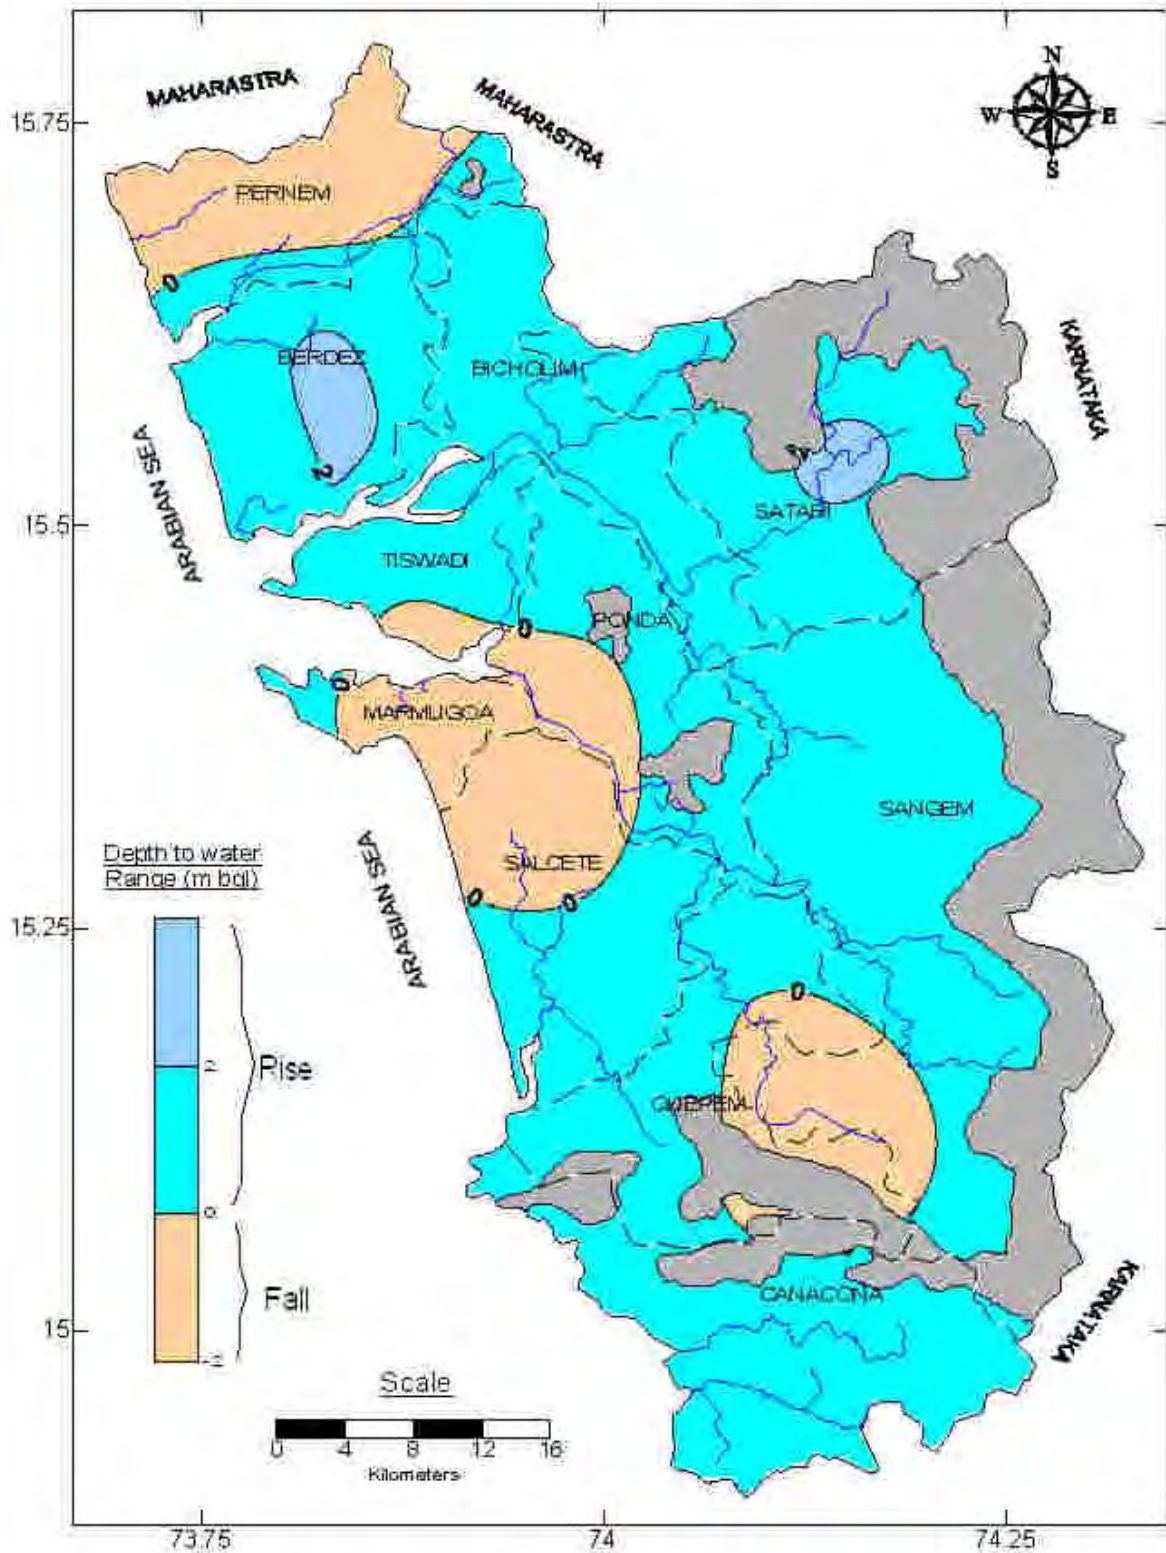 N
MAHARASTRA
MAHARASTRA
15.75
W
E
S
PERNEM
0
KARNATAKA
BERDEZ
BICHOLIM
ARABIAN SEA
2
2
15.5
SATARI
TISWADI
PONDA
0
0
MARMUGOA
SANGEM
Depth to water
Range (m bgl)
SALCETE
ARABIAN SEA
0
0
15.25
0
2
Rise
QUEPEM
0
KARNATAKA
Fall
CANACONA
15
-2
Scale
0 4 8 12 16
Kilometers
73.75
74
74.25